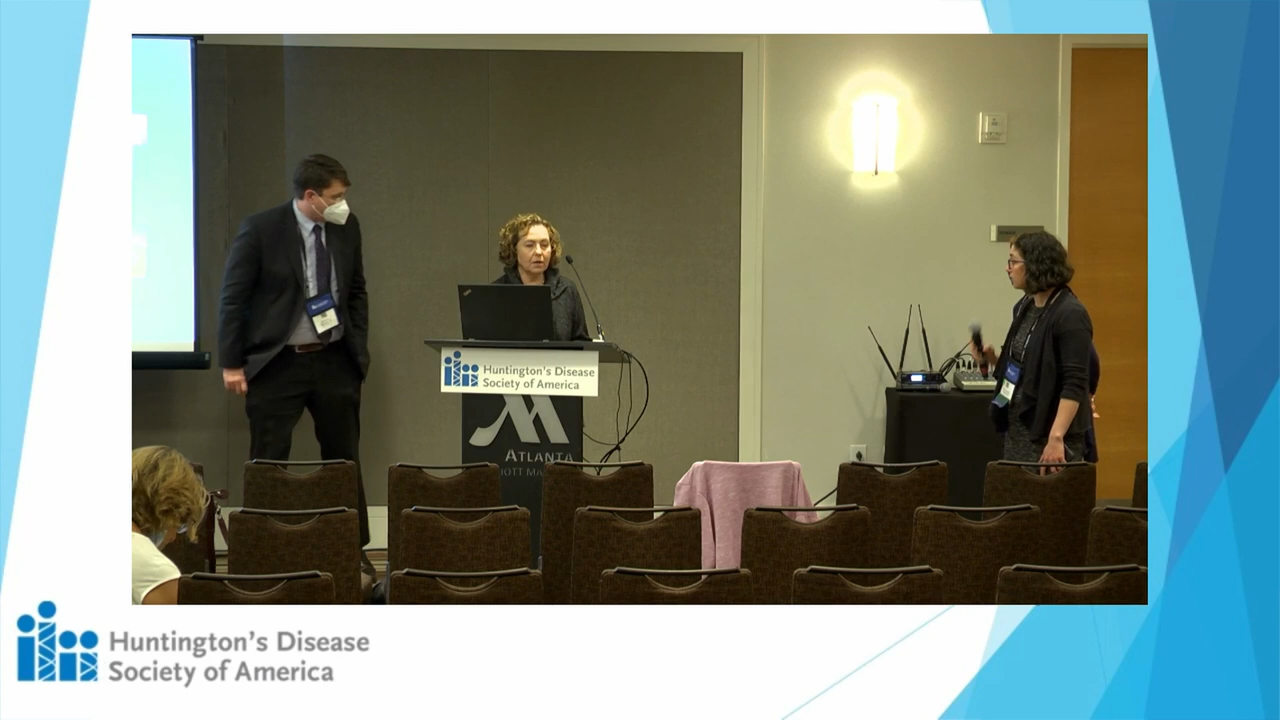 Huntington's Disease
Society of America
ATLANTA
Huntington's Disease
Society of America